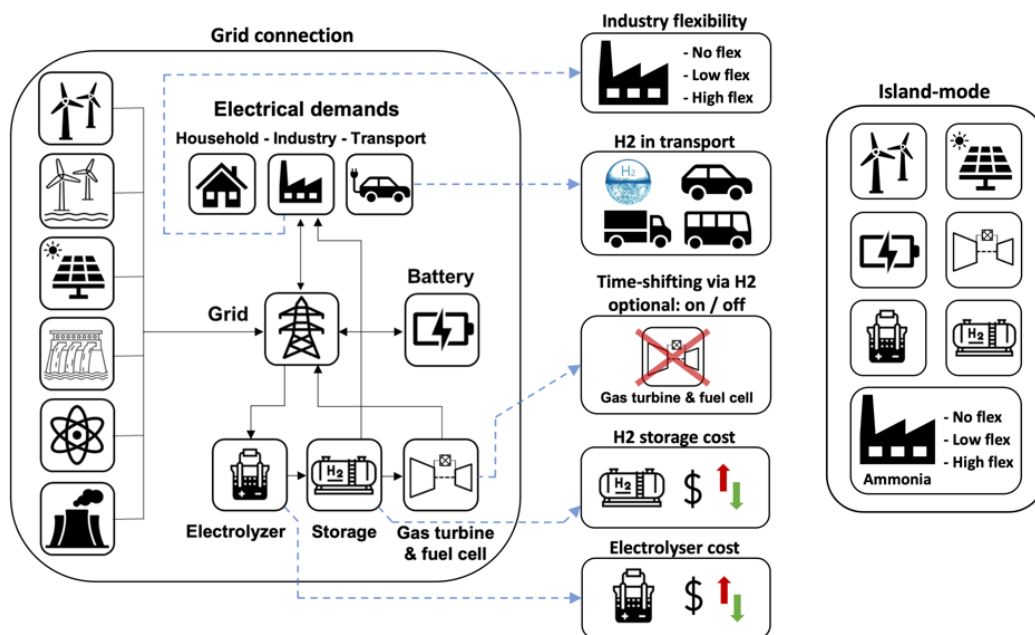 Grid connection
Electrical demands
Household - Industry - Transport
Grid
Battery
Electrolyzer
Storage
Gas turbine
& fuel cell
H₂
Industry flexibility
- No flex
- Low flex
- High flex
H2 in transport
H₂
Time-shifting via H2
optional: on / off
Gas turbine & fuel cell
H2 storage cost
H₂
$
Electrolyser cost
$
Island-mode
H₂
Ammonia
- No flex
- Low flex
- High flex